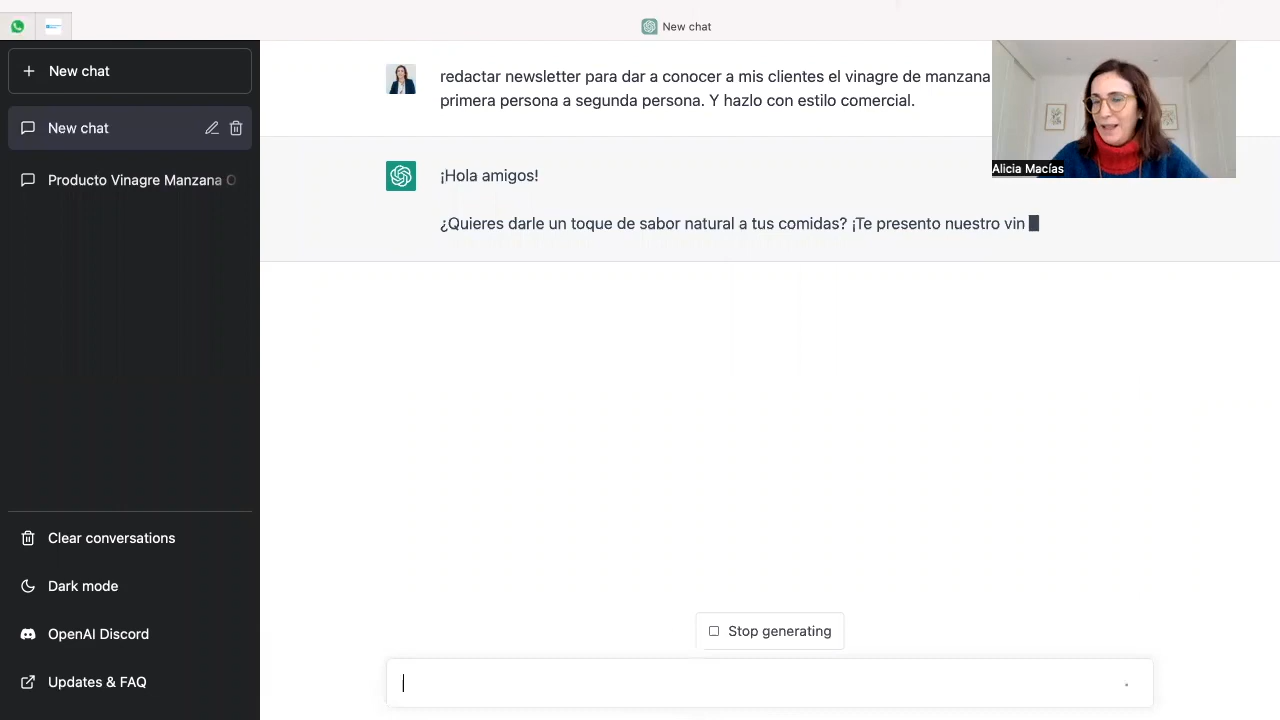 New chat
New chat
New chat
Producto Vinagre Manzana O
redactar newsletter para dar a conocer a mis clientes el vinagre de manzana
primera persona a segunda persona. Y hazlo con estilo comercial.
Alicia Macías
¡Hola amigos!
¿Quieres darle un toque de sabor natural a tus comidas? ¡Te presento nuestro vin
Clear conversations
Dark mode
OpenAI Discord
Updates & FAQ
Stop generating